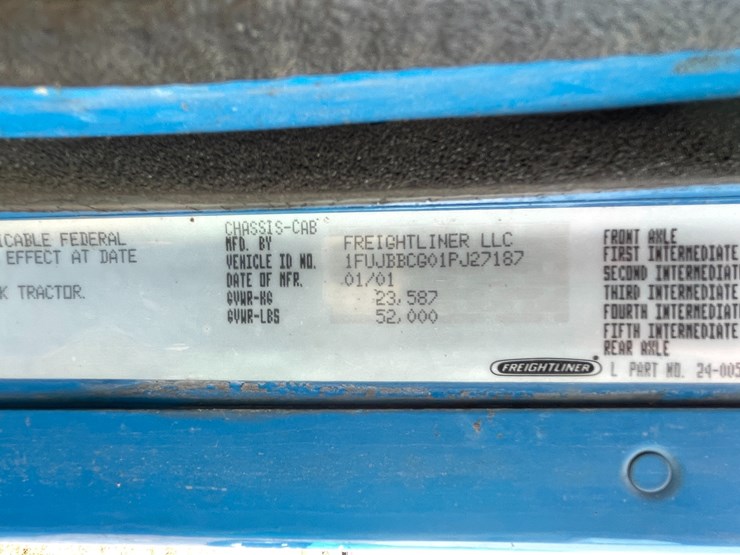 ICABLE FEDERAL
EFFECT AT DATE
K TRACTOR.
CHASSIS-CAB
MFD. BY FREIGHTLINER LLC
VEHICLE ID NO. 1FUJBBCG01PJ27187
DATE OF MFR. 01/01
GVWR-KG 23,587
GVWR-LBS 52,000
FREIGHTLINER
FRONT AXLE
FIRST INTERMEDIATE
SECOND INTERMEDIATE
THIRD INTERMEDIATE
FOURTH INTERMEDIATE
FIFTH INTERMEDIATE
REAR AXLE
L PART NO. 24-005